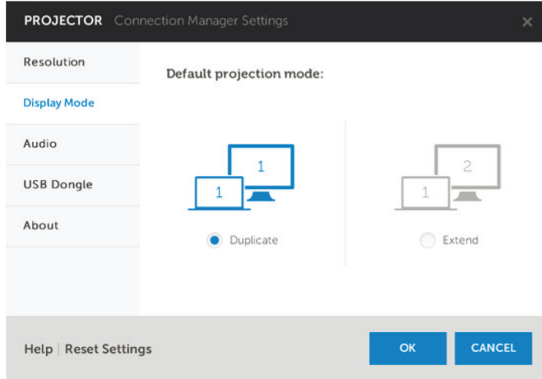 PROJECTOR Connection Manager Settings ×
Resolution
Display Mode
Audio
USB Dongle
About
Default projection mode:
1
1
Duplicate
2
1
Extend
Help | Reset Settings
OK
CANCEL